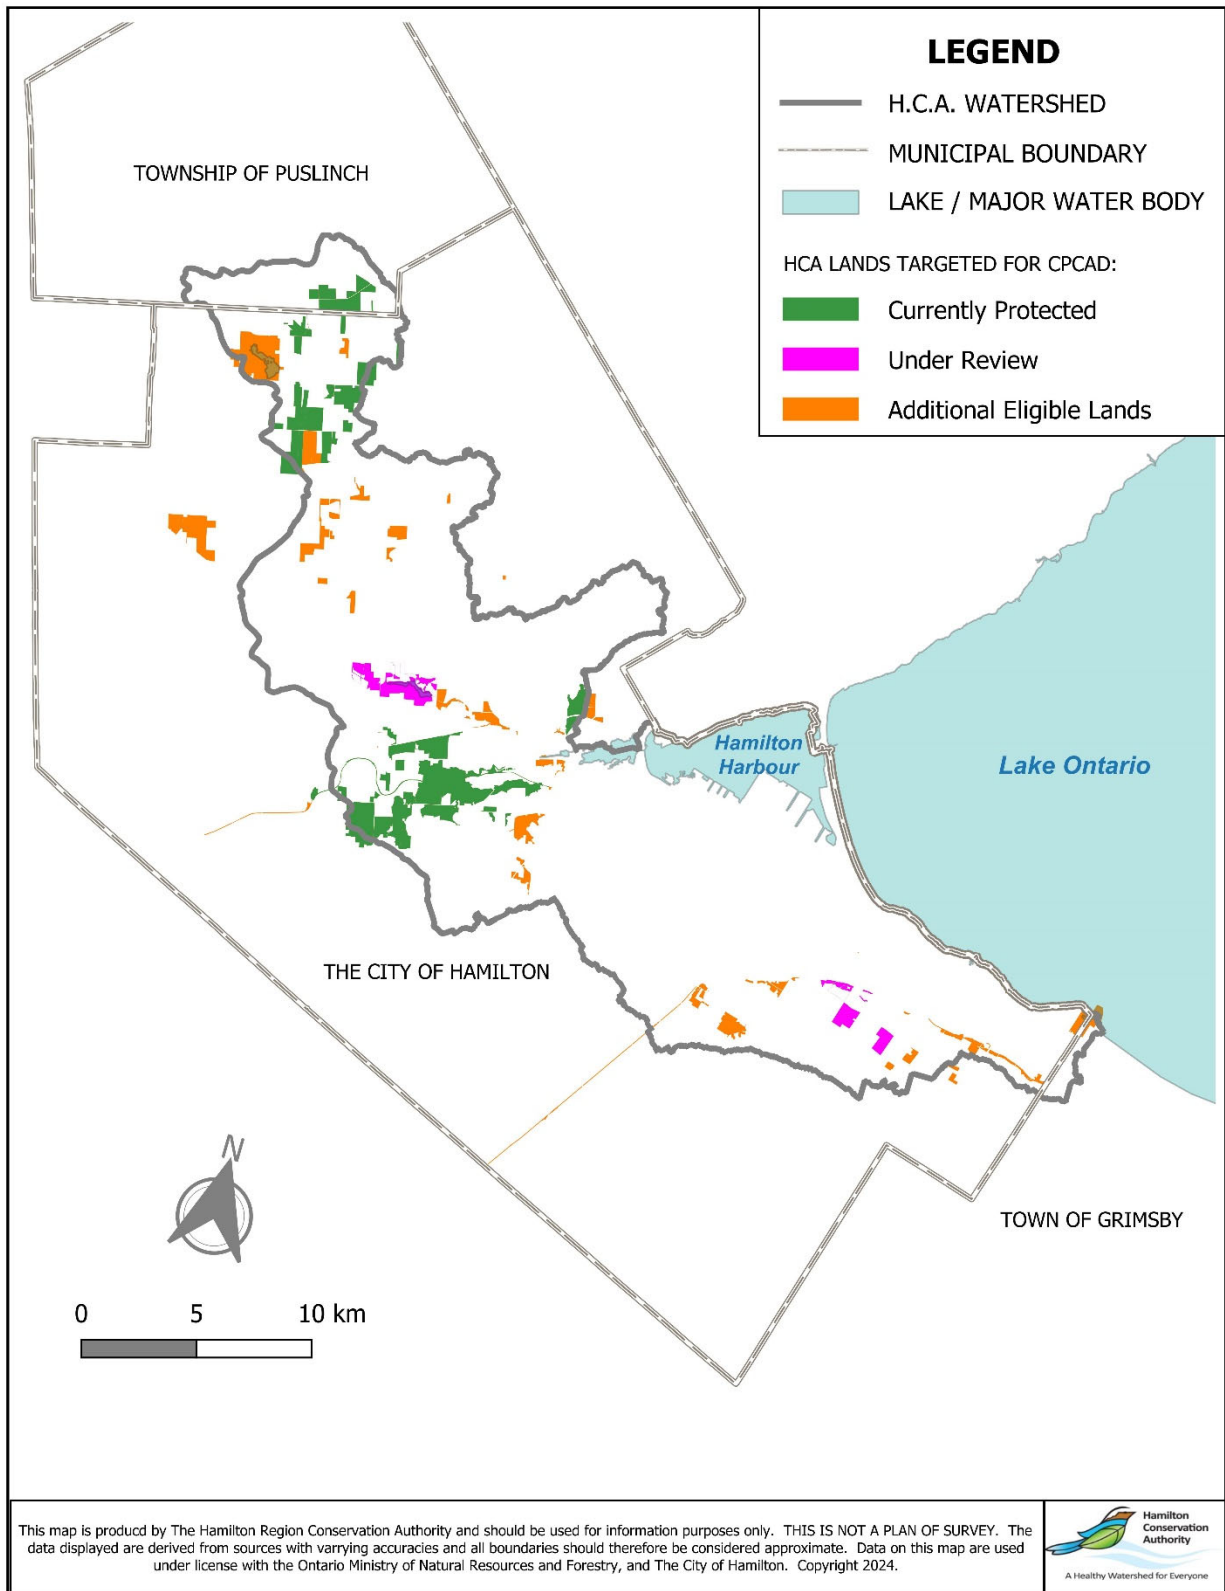 LEGEND
H.C.A. WATERSHED
MUNICIPAL BOUNDARY
LAKE / MAJOR WATER BODY
HCA LANDS TARGETED FOR CPCAD:
Currently Protected
Under Review
Additional Eligible Lands
TOWNSHIP OF PUSLINCH
Hamilton
Harbour
Lake Ontario
THE CITY OF HAMILTON
TOWN OF GRIMSBY
N
0 5 10 km
This map is producd by The Hamilton Region Conservation Authority and should be used for information purposes only. THIS IS NOT A PLAN OF SURVEY. The
data displayed are derived from sources with varrying accuracies and all boundaries should therefore be considered approximate. Data on this map are used
under license with the Ontario Ministry of Natural Resources and Forestry, and The City of Hamilton. Copyright 2024.
Hamilton
Conservation
Authority
A Healthy Watershed for Everyone